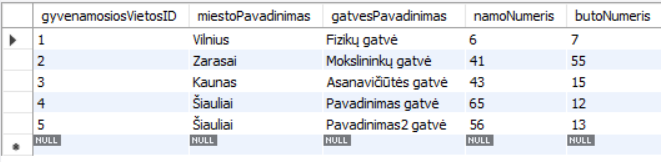 gyvenamosiosVietosID miestoPavadinimas gatvesPavadinimas namoNumeris butoNumeris
1 Vilnius Fizikų gatvė 6 7
2 Zarasai Mokslininkų gatvė 41 55
3 Kaunas Asanavičiūtės gatvė 43 15
4 Šiauliai Pavadinimas gatvė 65 12
5 Šiauliai Pavadinimas2 gatvė 56 13
NULL NULL NULL NULL NULL